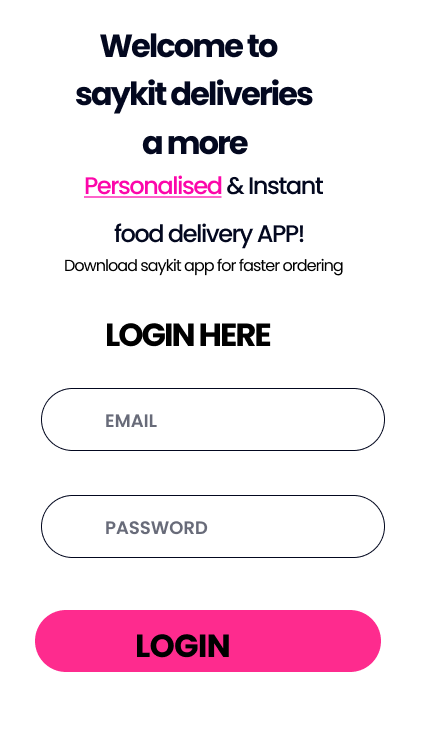 Welcome to
saykit deliveries
a more
Personalised & Instant
food delivery APP!
Download saykit app for faster ordering
LOGIN HERE
EMAIL
PASSWORD
LOGIN